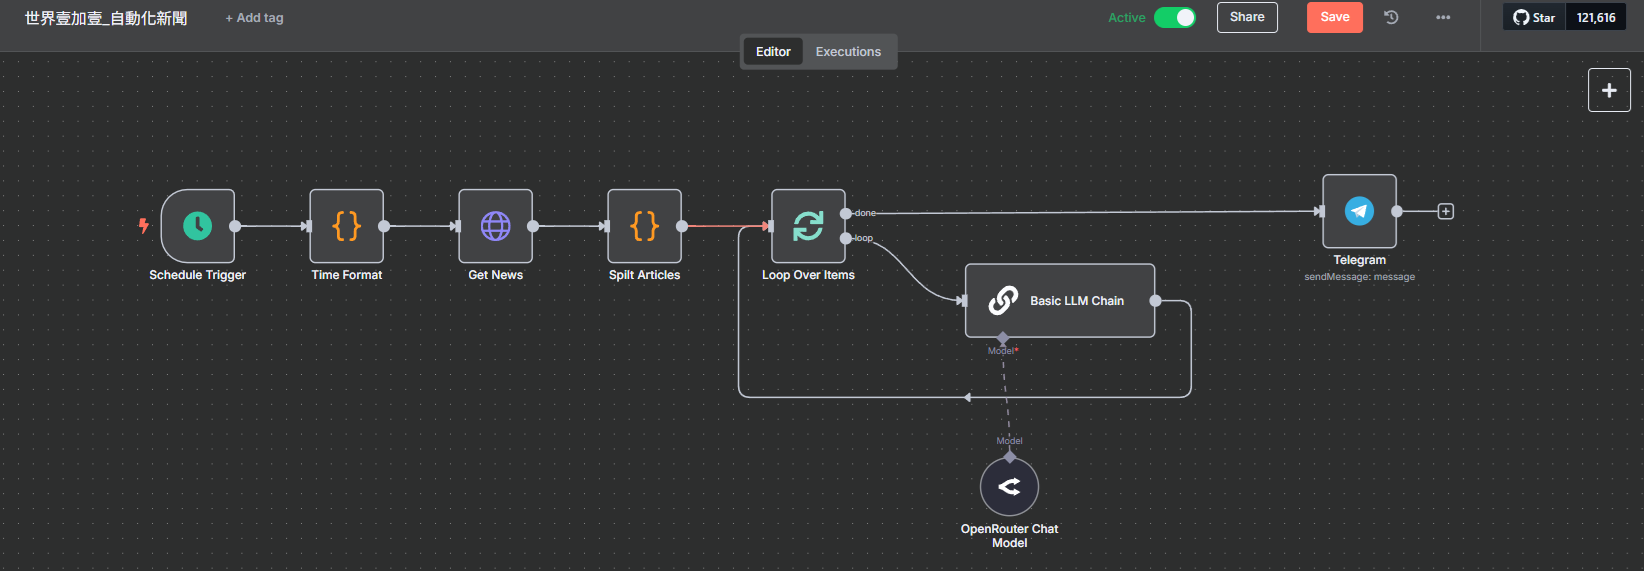 世界壹加壹_自動化新聞
+ Add tag
Active
Share
Save
Star
121,616
Editor
Executions
Schedule Trigger
Time Format
Get News
Spilt Articles
Loop Over Items
done
loop
Basic LLM Chain
Model*
Model
OpenRouter Chat
Model
Telegram
sendMessage: message